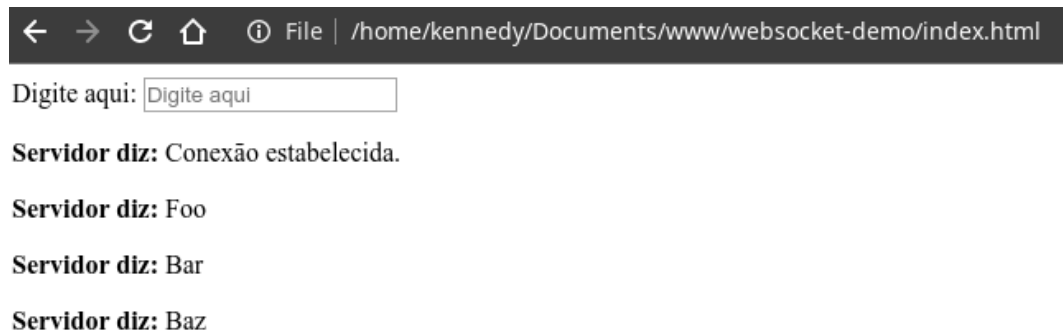 File | /home/kennedy/Documents/www/websocket-demo/index.html
Digite aqui: Digite aqui
Servidor diz: Conexão estabelecida.
Servidor diz: Foo
Servidor diz: Bar
Servidor diz: Baz